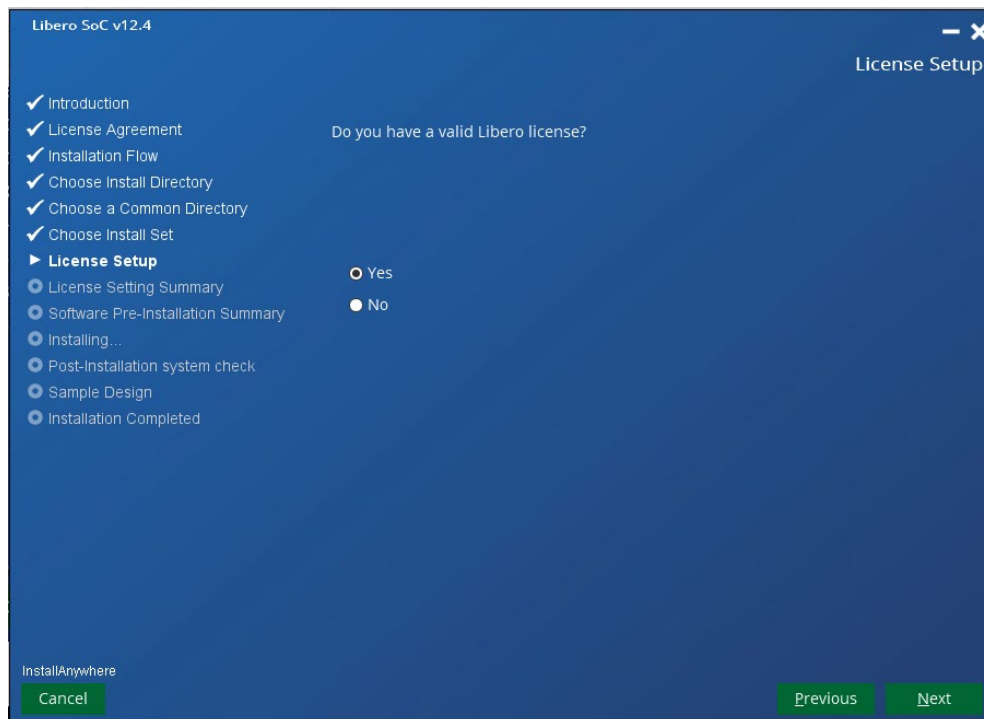 Libero SoC v12.4
License Setup
Introduction
License Agreement
Installation Flow
Choose Install Directory
Choose a Common Directory
Choose Install Set
License Setup
License Setting Summary
Software Pre-Installation Summary
Installing...
Post-Installation system check
Sample Design
Installation Completed
Do you have a valid Libero license?
Yes
No
InstallAnywhere
Cancel
Previous
Next